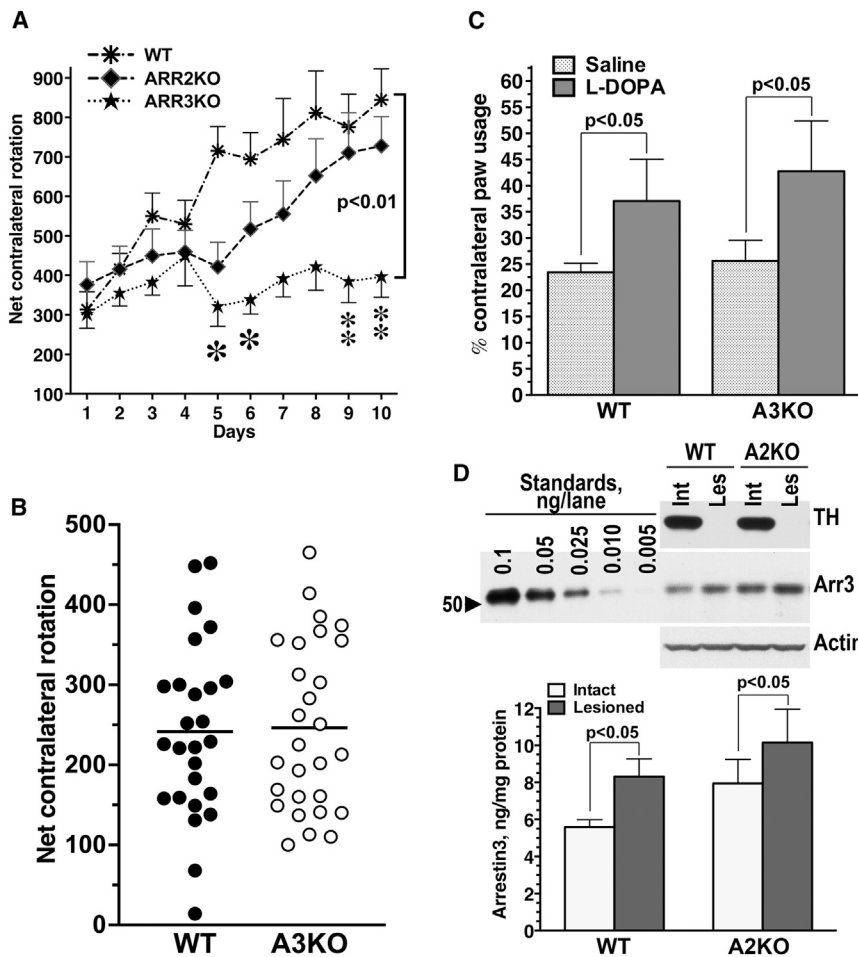 A
WT
ARR2KO
ARR3KO
Net contralateral rotation
900
800
700
600
500
400
300
200
100
p<0.01
* * * *
* *
1 2 3 4 5 6 7 8 9 10
Days
B
Net contralateral rotation
500
400
300
200
100
0
WT A3KO
C
Saline
L-DOPA
% contralateral paw usage
60
55
50
45
40
35
30
25
20
15
10
5
0
p<0.05
p<0.05
WT A3KO
D
Standards,
ng/lane
0.1 0.05 0.025 0.010 0.005
WT A2KO
Int Les Int Les
TH
50
Arr3
Actin
Intact
Lesioned
Arrestin3, ng/mg protein
12
10
8
6
4
2
0
p<0.05
p<0.05
WT A2KO